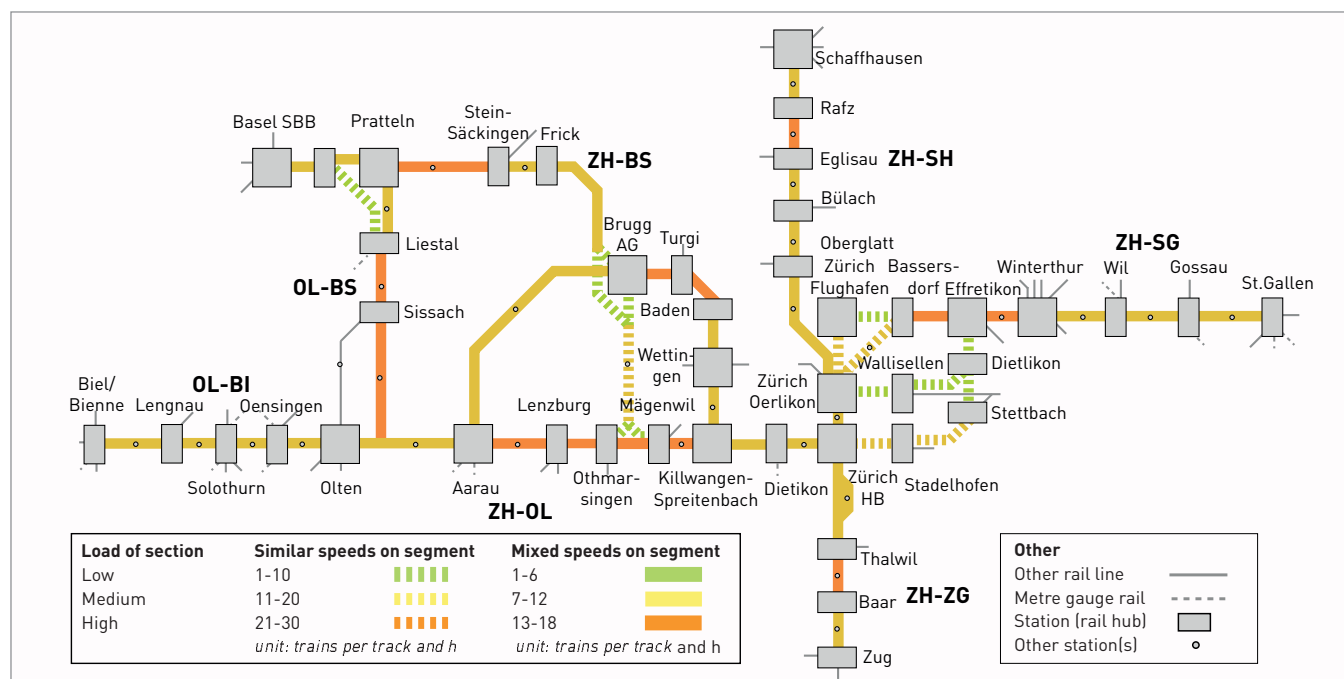 Schaffhausen
Rafz
Eglisau
ZH-SH
Bülach
Oberglatt
Basel SBB
Pratteln
Stein-
Säckingen
Frick
ZH-BS
Liestal
OL-BS
Sissach
Brugg
AG
Turgi
Baden
Wettin-
gen
Zürich
Flughafen
Bassers-
dorf
Effretikon
Winterthur
ZH-SG
Wil
Gossau
St.Gallen
Wallisellen
Dietlikon
Zürich
Oerlikon
Stettbach
Biel/
Bienne
OL-BI
Lengnau
Oensingen
Solothurn
Olten
Aarau
Lenzburg
Mägenwil
Othmar-
singen
ZH-OL
Killwangen-
Spreitenbach
Dietikon
Zürich
HB
Stadelhofen
Thalwil
Baar
ZH-ZG
Zug
Load of section Similar speeds on segment Mixed speeds on segment
Low 1-10 1-6
Medium 11-20 7-12
High 21-30 13-18
unit: trains per track and h unit: trains per track and h
Other
Other rail line
Metre gauge rail
Station (rail hub)
Other station(s)